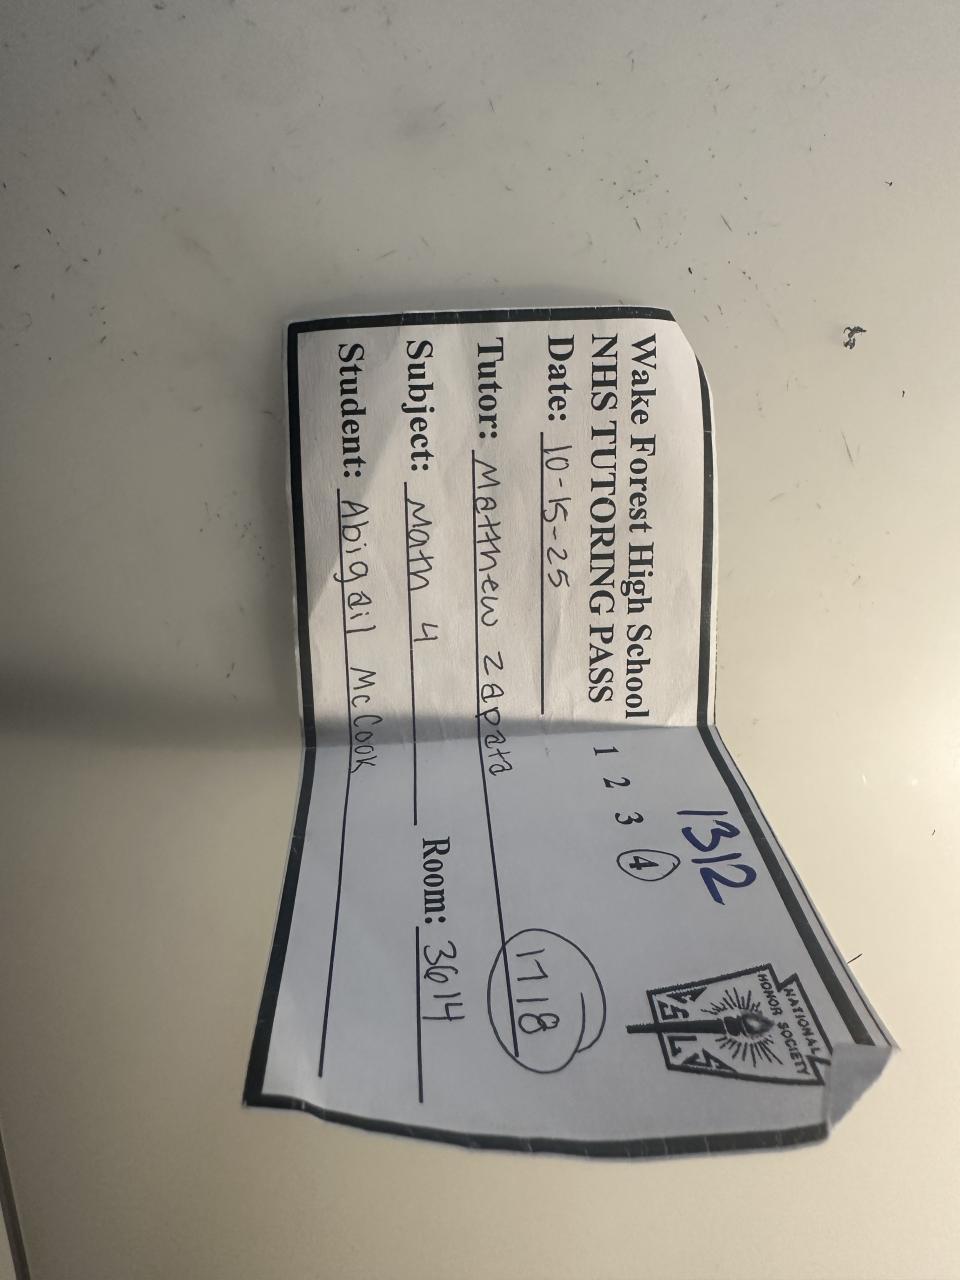 1312
Wake Forest High School
NHS TUTORING PASS 1 2 3 4
Date: 10-15-25
Tutor: Matthew Zapata 1718
Subject: Math 4 Room: 3614
Student: Abigail McCook
NATIONAL
HONOR SOCIETY
C S L S